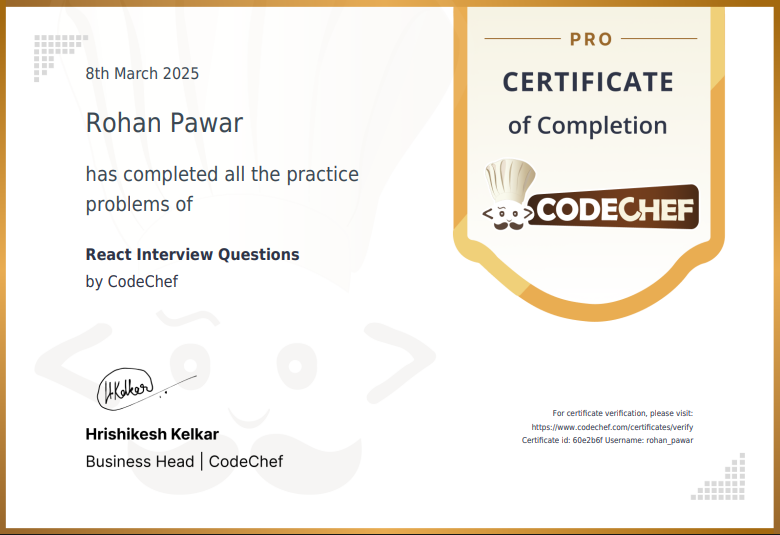 8th March 2025
Rohan Pawar
has completed all the practice
problems of
React Interview Questions
by CodeChef
H.Kelkar
Hrishikesh Kelkar
Business Head | CodeChef
PRO
CERTIFICATE
of Completion
CODECHEF
For certificate verification, please visit:
https://www.codechef.com/certificates/verify
Certificate id: 60e2b6f Username: rohan_pawar